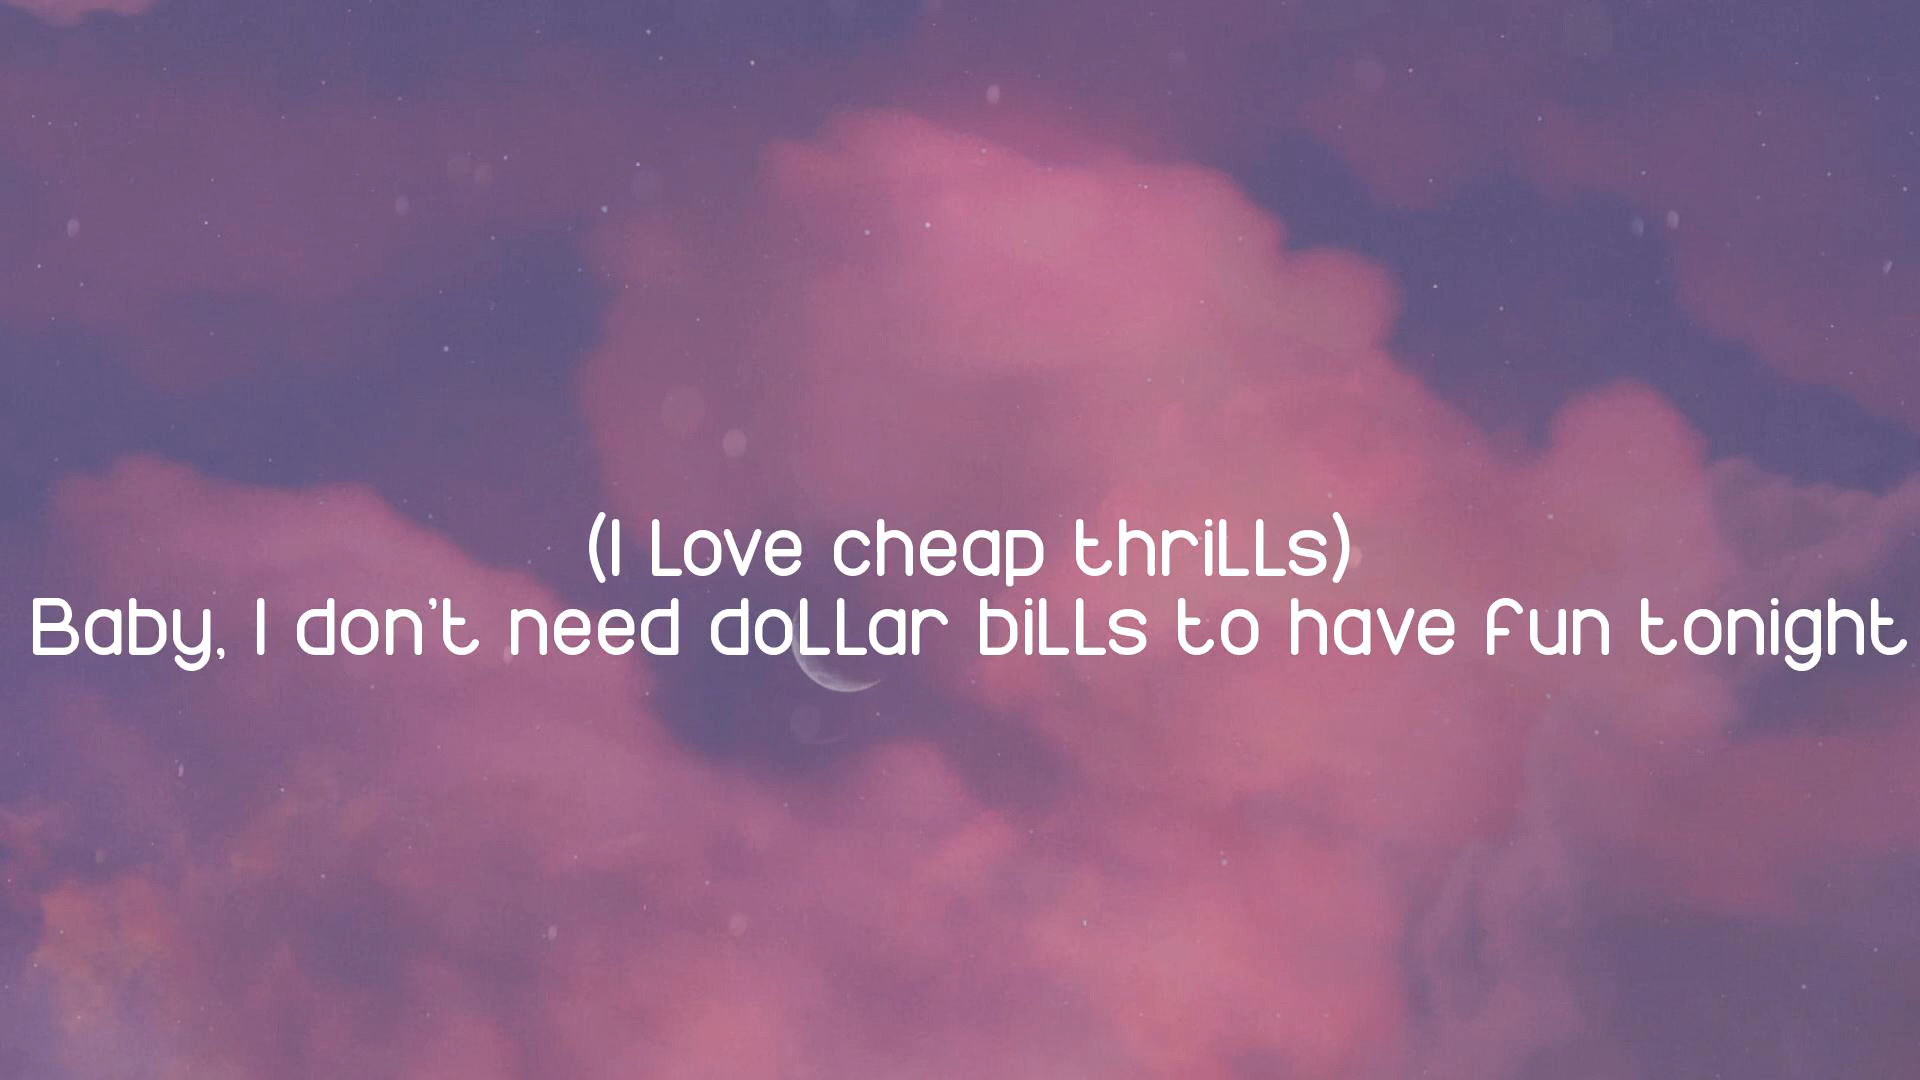 (I Love cheap thriLLs)
Baby, I don't need doLLar biLLs to have fun tonight